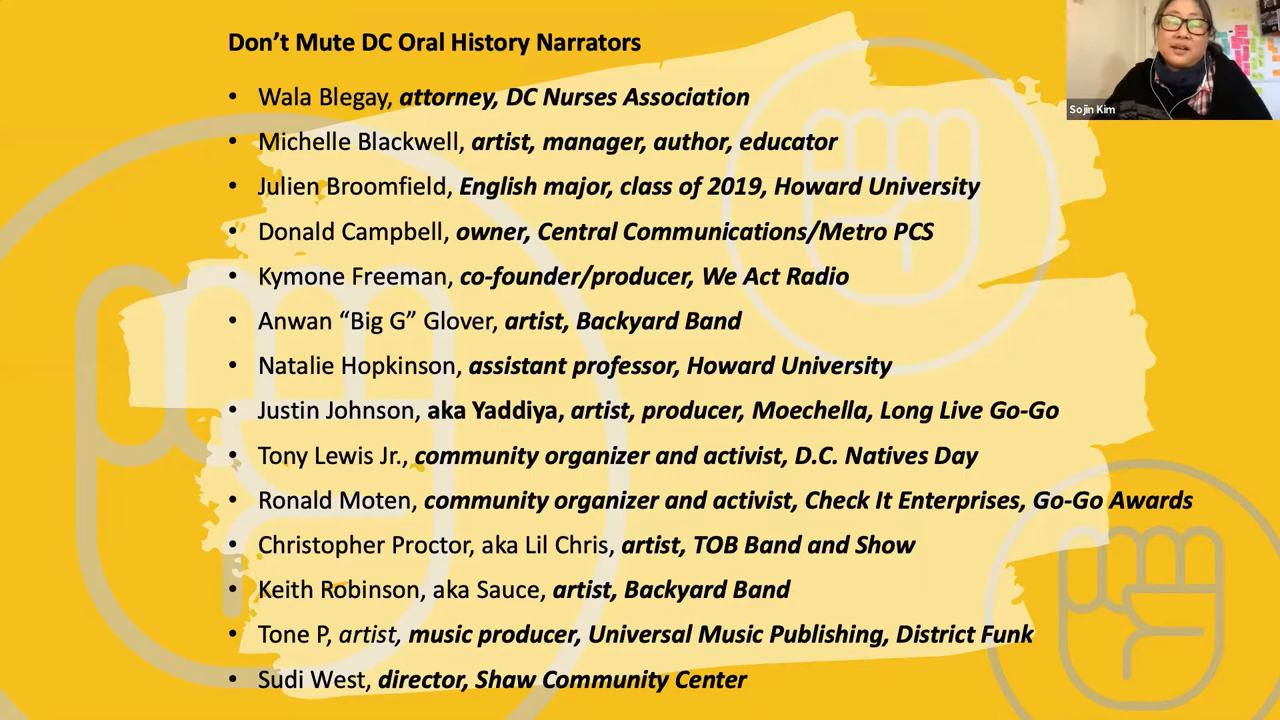 Don’t Mute DC Oral History Narrators
Sojin Kim
• Wala Blegay, attorney, DC Nurses Association
• Michelle Blackwell, artist, manager, author, educator
• Julien Broomfield, English major, class of 2019, Howard University
• Donald Campbell, owner, Central Communications/Metro PCS
• Kymone Freeman, co-founder/producer, We Act Radio
• Anwan “Big G” Glover, artist, Backyard Band
• Natalie Hopkinson, assistant professor, Howard University
• Justin Johnson, aka Yaddiya, artist, producer, Moechella, Long Live Go-Go
• Tony Lewis Jr., community organizer and activist, D.C. Natives Day
• Ronald Moten, community organizer and activist, Check It Enterprises, Go-Go Awards
• Christopher Proctor, aka Lil Chris, artist, TOB Band and Show
• Keith Robinson, aka Sauce, artist, Backyard Band
• Tone P, artist, music producer, Universal Music Publishing, District Funk
• Sudi West, director, Shaw Community Center